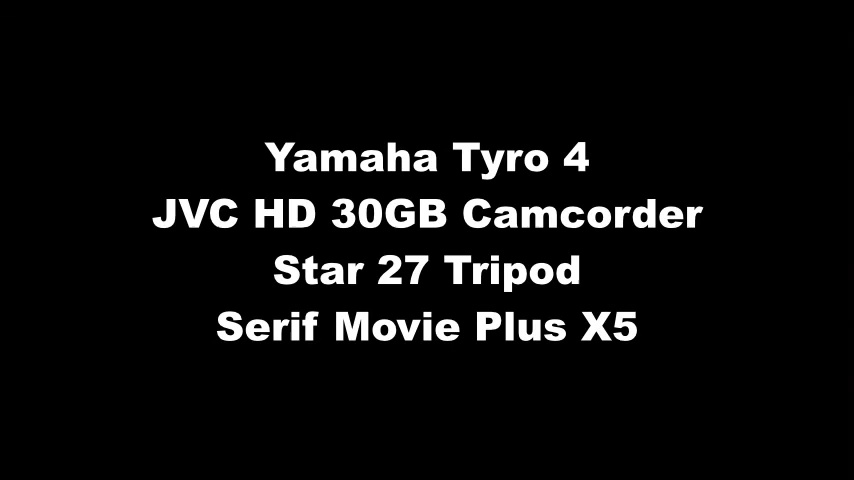 Yamaha Tyro 4
JVC HD 30GB Camcorder
Star 27 Tripod
Serif Movie Plus X5